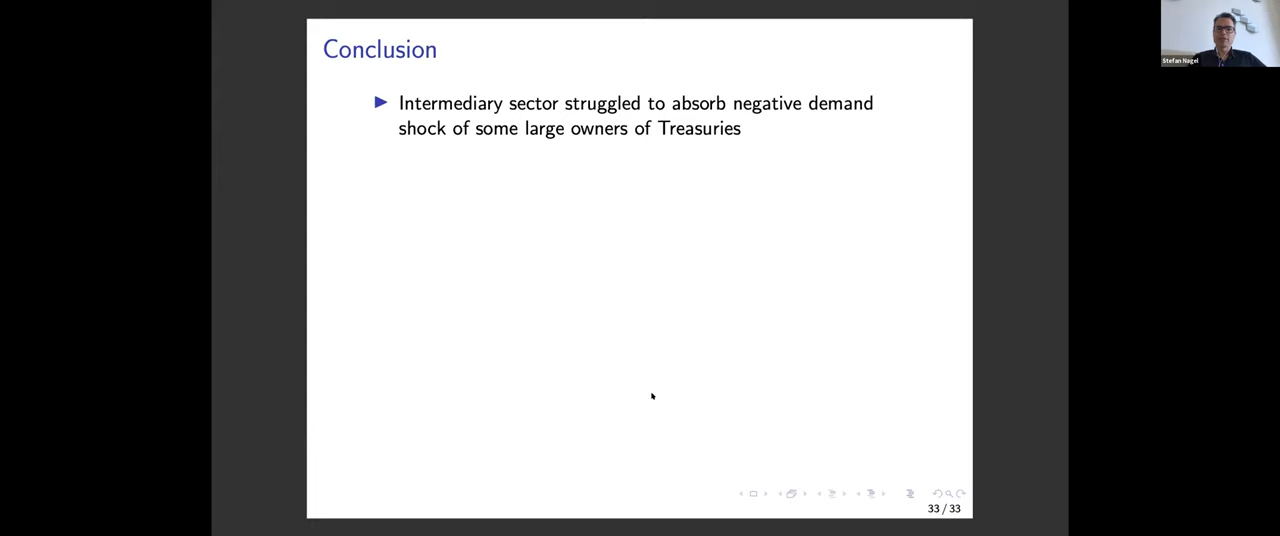 Conclusion
Intermediary sector struggled to absorb negative demand
shock of some large owners of Treasuries
33 / 33
Stefan Nagel